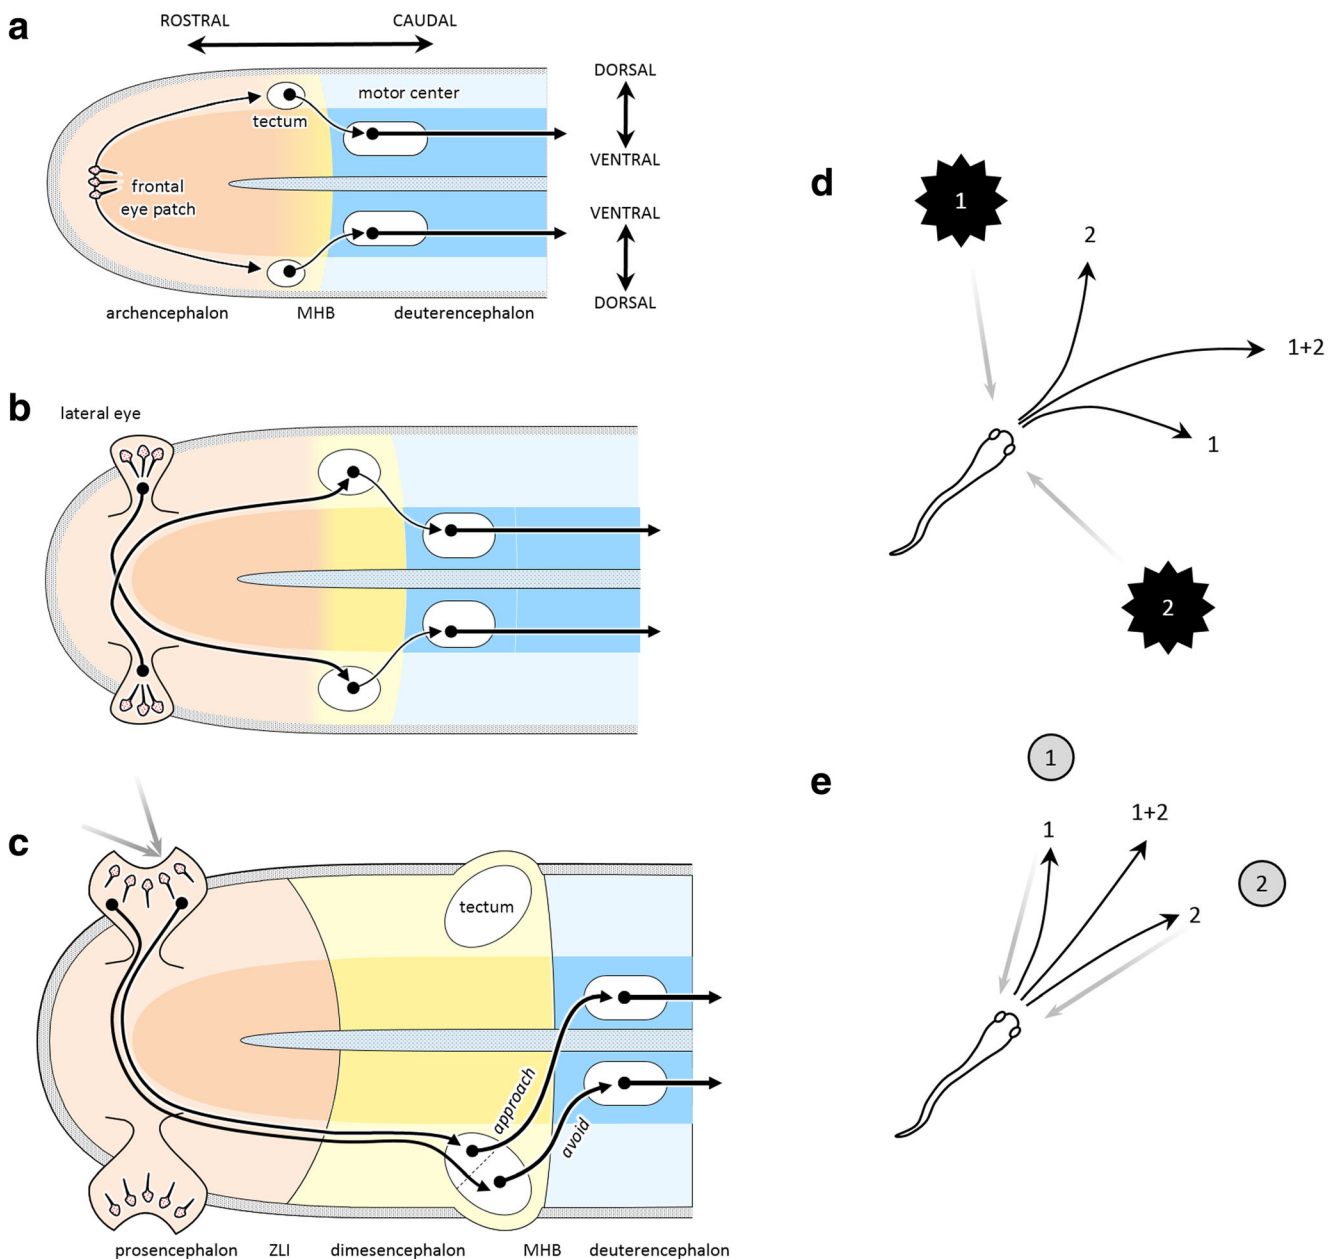 a
ROSTRAL
CAUDAL
DORSAL
motor center
tectum
VENTRAL
frontal
eye patch
VENTRAL
DORSAL
archencephalon
MHB
deuterencephalon
b
lateral eye
c
tectum
approach
avoid
prosencephalon
ZLI
dimesencephalon
MHB
deuterencephalon
d
1
2
1+2
1
2
e
1
1
1+2
2
2